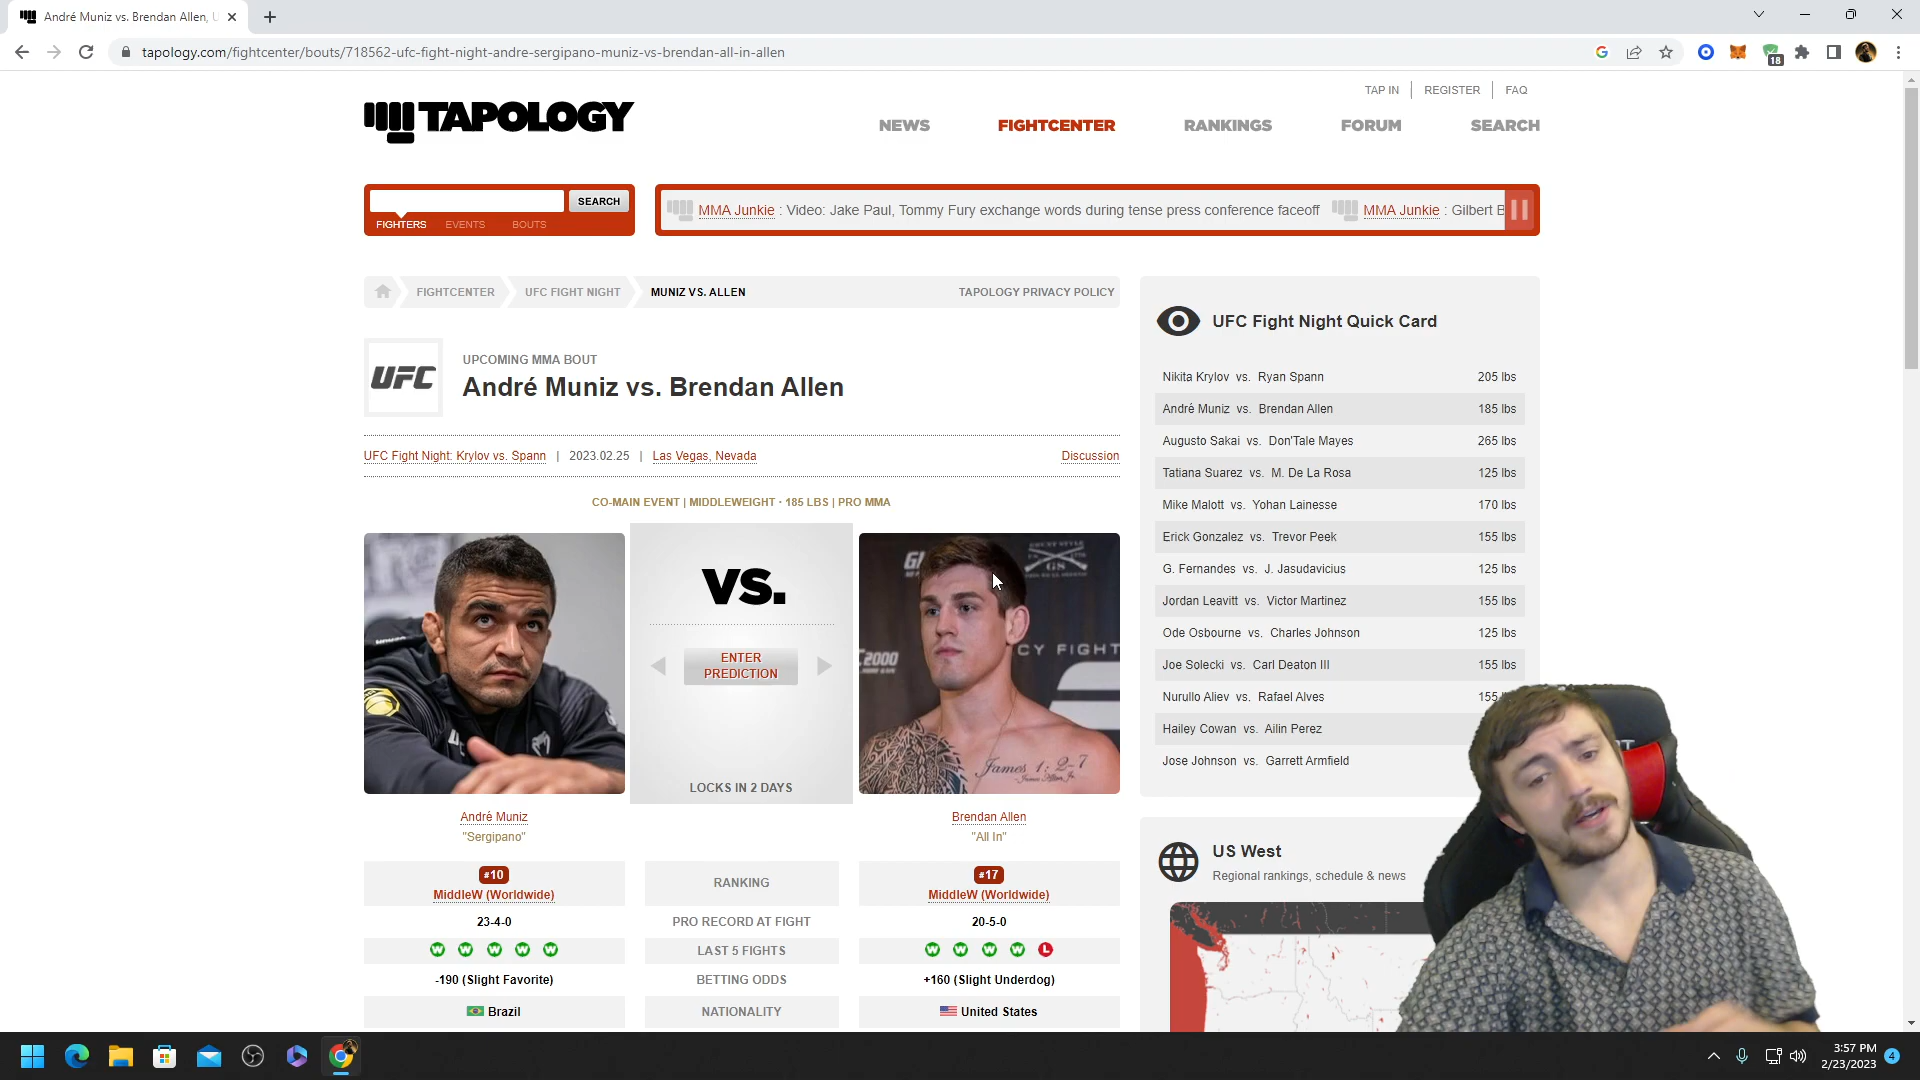 André Muniz vs. Brendan Allen, U
tapology.com/fightcenter/bouts/718562-ufc-fight-night-andre-sergipano-muniz-vs-brendan-all-in-allen
18
TAP IN
REGISTER
FAQ
TAPOLOGY
NEWS
FIGHTCENTER
RANKINGS
FORUM
SEARCH
SEARCH
FIGHTERS
EVENTS
BOUTS
MMA Junkie : Video: Jake Paul, Tommy Fury exchange words during tense press conference faceoff
MMA Junkie : Gilbert B
FIGHTCENTER
UFC FIGHT NIGHT
MUNIZ VS. ALLEN
TAPOLOGY PRIVACY POLICY
UFC
UPCOMING MMA BOUT
André Muniz vs. Brendan Allen
UFC Fight Night: Krylov vs. Spann | 2023.02.25 | Las Vegas, Nevada
Discussion
CO-MAIN EVENT | MIDDLEWEIGHT · 185 LBS | PRO MMA
VS.
ENTER
PREDICTION
LOCKS IN 2 DAYS
GS
CY FIGHT
2000
James 1: 2-7
André Muniz
"Sergipano"
Brendan Allen
"All In"
#10
MiddleW (Worldwide)
RANKING
#17
MiddleW (Worldwide)
23-4-0
PRO RECORD AT FIGHT
20-5-0
W W W W W
LAST 5 FIGHTS
W W W W L
-190 (Slight Favorite)
BETTING ODDS
+160 (Slight Underdog)
Brazil
NATIONALITY
United States
UFC Fight Night Quick Card
Nikita Krylov vs. Ryan Spann 205 lbs
André Muniz vs. Brendan Allen 185 lbs
Augusto Sakai vs. Don'Tale Mayes 265 lbs
Tatiana Suarez vs. M. De La Rosa 125 lbs
Mike Malott vs. Yohan Lainesse 170 lbs
Erick Gonzalez vs. Trevor Peek 155 lbs
G. Fernandes vs. J. Jasudavicius 125 lbs
Jordan Leavitt vs. Victor Martinez 155 lbs
Ode Osbourne vs. Charles Johnson 125 lbs
Joe Solecki vs. Carl Deaton III 155 lbs
Nurullo Aliev vs. Rafael Alves 155
Hailey Cowan vs. Ailin Perez
Jose Johnson vs. Garrett Armfield
US West
Regional rankings, schedule & news
3:57 PM
2/23/2023
4